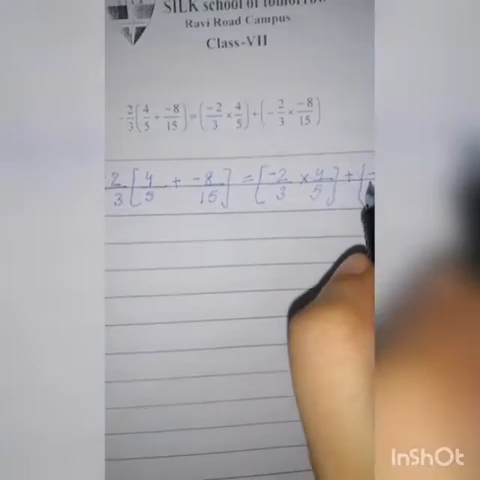 SILK school of tomorrow
Ravi Road Campus
Class-VII
-2/3(4/5 + -8/15) = (-2/3 × 4/5) + (-2/3 × -8/15)
-2/3[4/5 + -8/15] = [-2/3 × 4/5] + [-
InShOt